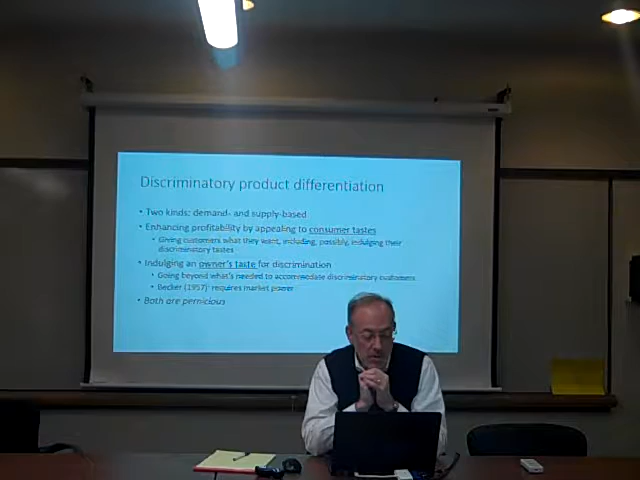 Discriminatory product differentiation
• Two kinds: demand- and supply-based
• Enhancing profitability by appealing to consumer tastes
• Giving customers what they want, including, possibly, indulging their
discriminatory tastes
• Indulging an owner's taste for discrimination
• Going beyond what's needed to accommodate discriminatory customers
• Becker (1957): requires market power
• Both are pernicious